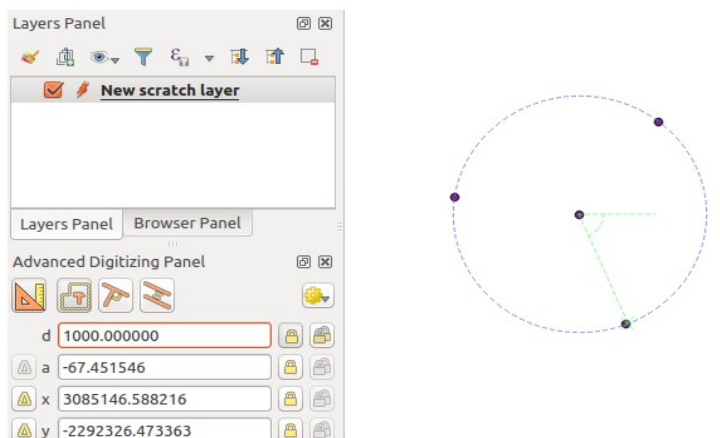 Layers Panel
New scratch layer
Layers Panel Browser Panel
Advanced Digitizing Panel
d 1000.000000
a -67.451546
x 3085146.588216
y -2292326.473363